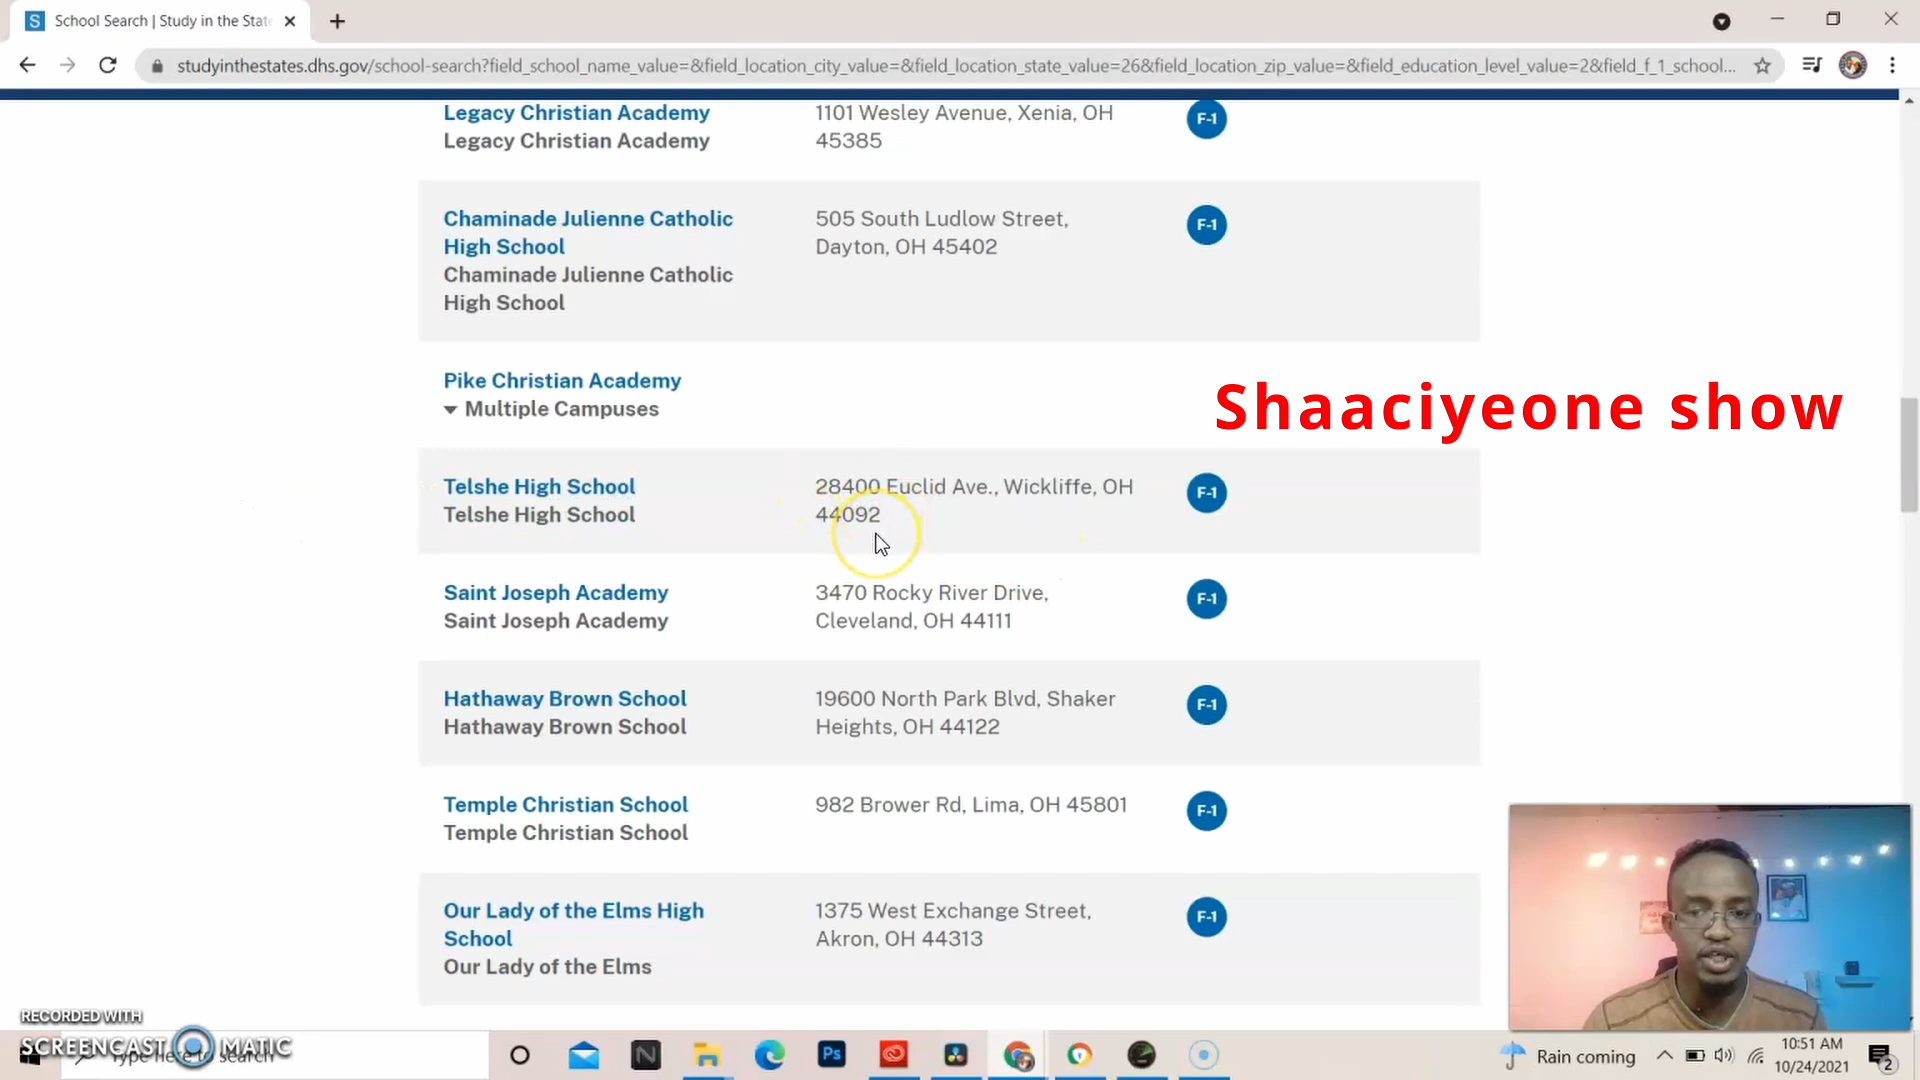 School Search | Study in the State
studyinthestates.dhs.gov/school-search?field_school_name_value=&field_location_city_value=&field_location_state_value=26&field_location_zip_value=&field_education_level_value=2&field_f_1_school...
Legacy Christian Academy
Legacy Christian Academy
1101 Wesley Avenue, Xenia, OH
45385
F-1
Chaminade Julienne Catholic
High School
Chaminade Julienne Catholic
High School
505 South Ludlow Street,
Dayton, OH 45402
F-1
Pike Christian Academy
Multiple Campuses
Shaaciyeone show
Telshe High School
Telshe High School
28400 Euclid Ave., Wickliffe, OH
44092
F-1
Saint Joseph Academy
Saint Joseph Academy
3470 Rocky River Drive,
Cleveland, OH 44111
F-1
Hathaway Brown School
Hathaway Brown School
19600 North Park Blvd, Shaker
Heights, OH 44122
F-1
Temple Christian School
Temple Christian School
982 Brower Rd, Lima, OH 45801
F-1
Our Lady of the Elms High
School
Our Lady of the Elms
1375 West Exchange Street,
Akron, OH 44313
F-1
RECORDED WITH
SCREENCAST MATIC
Type here to search
Ps
Rain coming
10:51 AM
10/24/2021
2